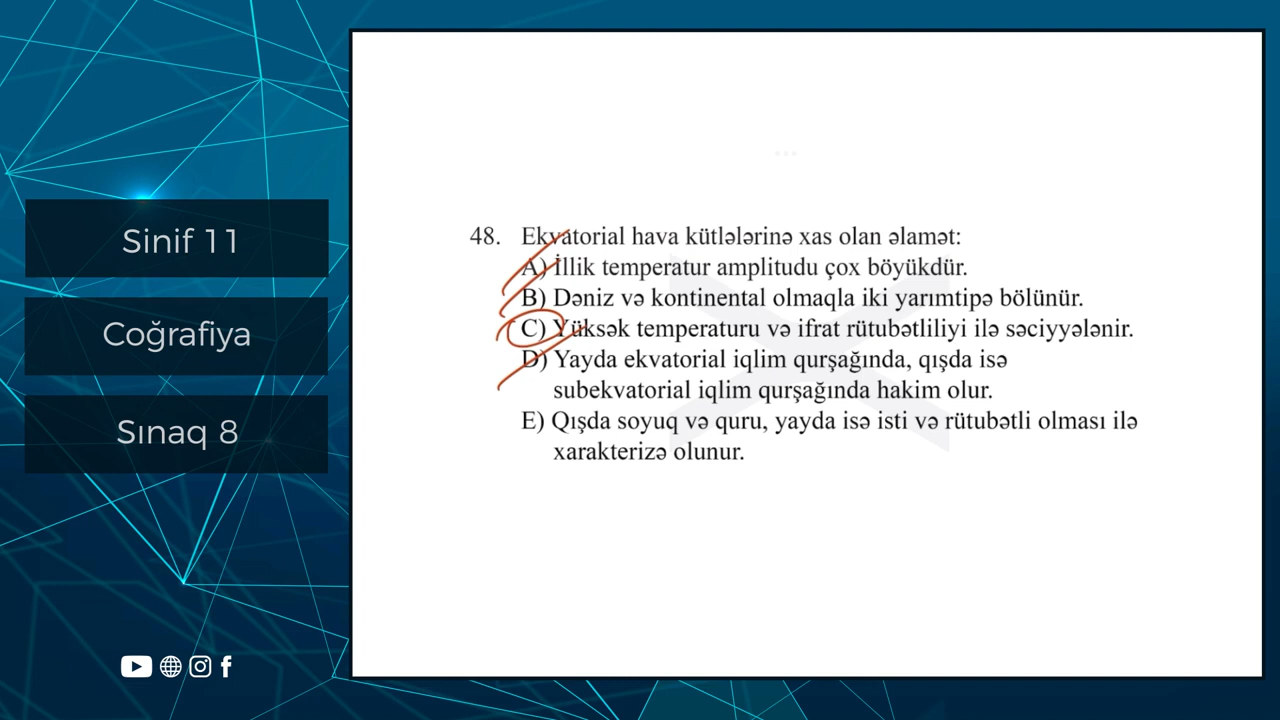 Sinif 11
Coğrafiya
Sınaq 8
48. Ekvatorial hava kütlələrinə xas olan əlamət:
A) İllik temperatur amplitudu çox böyükdür.
B) Dəniz və kontinental olmaqla iki yarımtipə bölünür.
C) Yüksək temperaturu və ifrat rütubətliliyi ilə səciyyələnir.
D) Yayda ekvatorial iqlim qurşağında, qışda isə
subekvatorial iqlim qurşağında hakim olur.
E) Qışda soyuq və quru, yayda isə isti və rütubətli olması ilə
xarakterizə olunur.